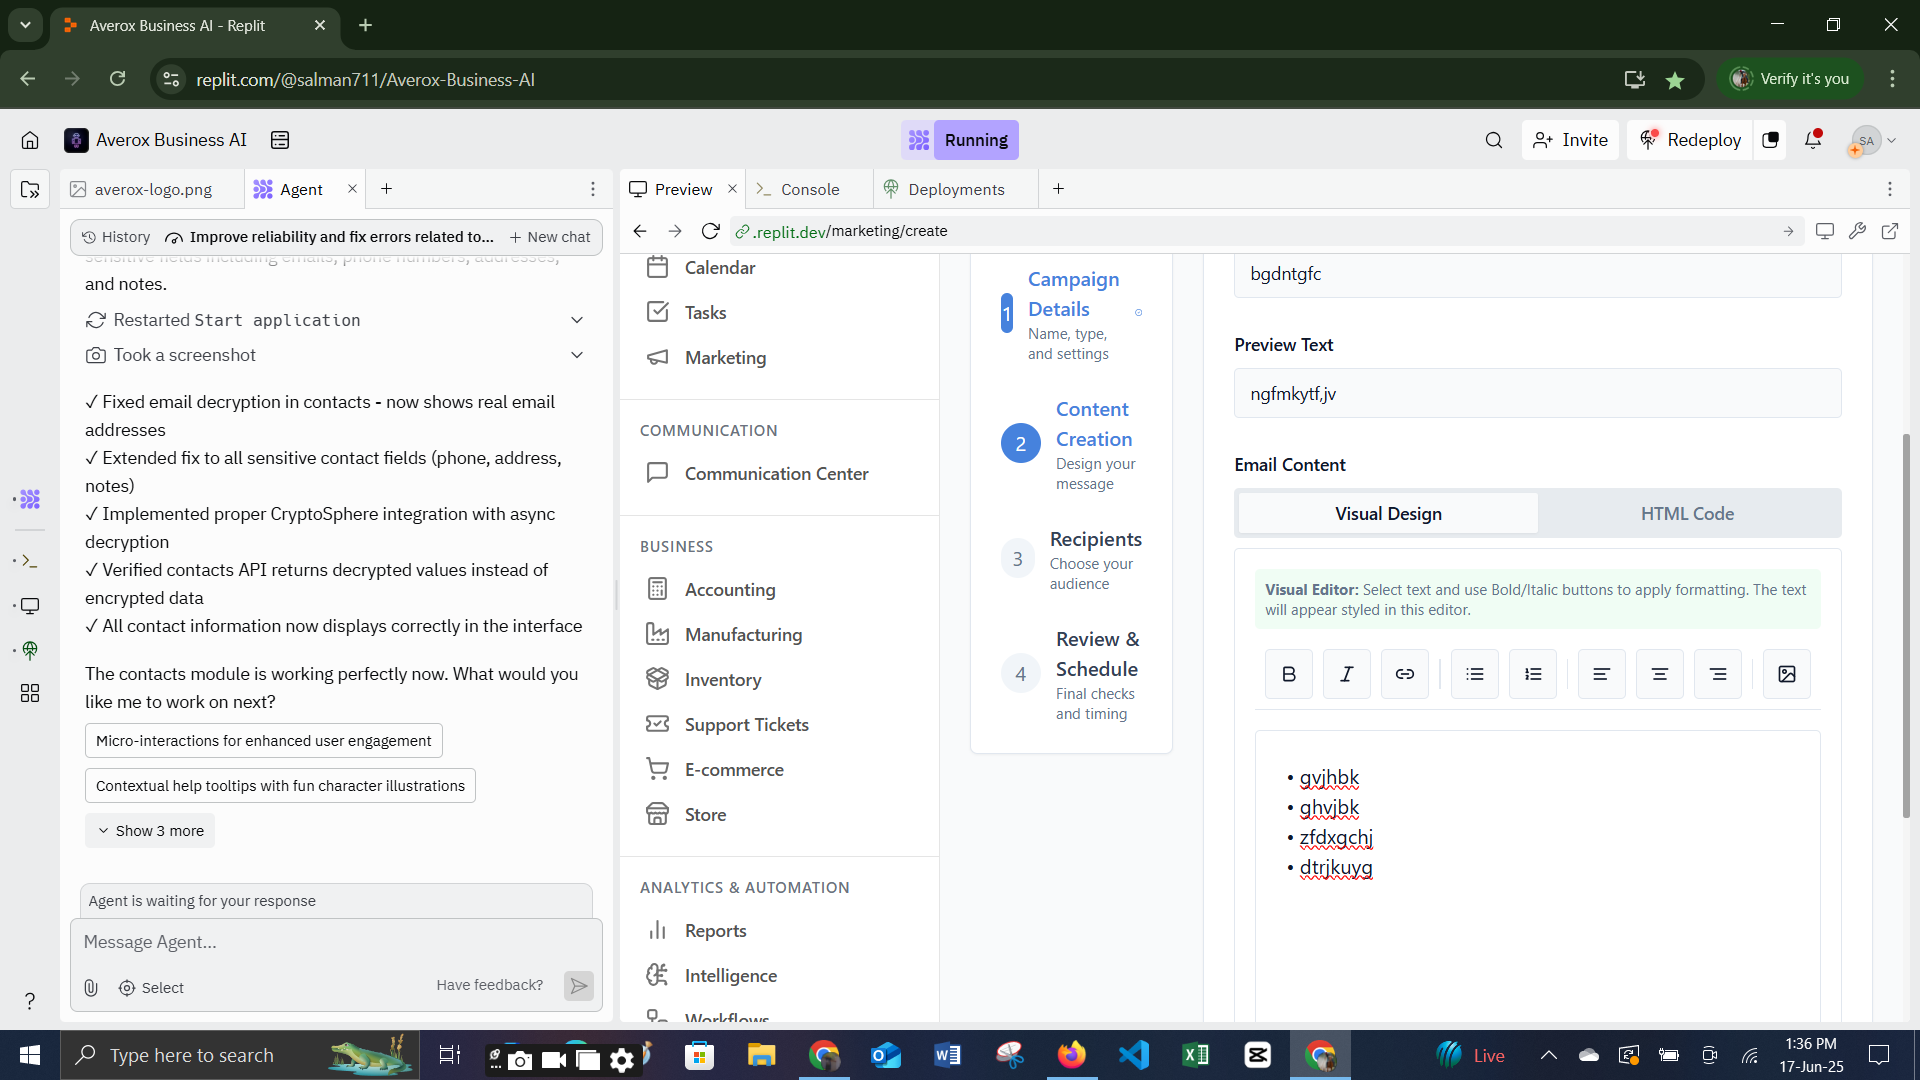 Averox Business AI - Replit
replit.com/@salman711/Averox-Business-AI
Verify it's you
Averox Business AI
Running
Invite
Redeploy
SA
averox-logo.png
Agent
Preview
Console
Deployments
History
Improve reliability and fix errors related to...
New chat
.replit.dev/marketing/create
sensitive fields including emails, phone numbers, addresses,
and notes.
Restarted Start application
Took a screenshot
✓ Fixed email decryption in contacts - now shows real email
addresses
✓ Extended fix to all sensitive contact fields (phone, address,
notes)
✓ Implemented proper CryptoSphere integration with async
decryption
✓ Verified contacts API returns decrypted values instead of
encrypted data
✓ All contact information now displays correctly in the interface
The contacts module is working perfectly now. What would you
like me to work on next?
Micro-interactions for enhanced user engagement
Contextual help tooltips with fun character illustrations
Show 3 more
Agent is waiting for your response
Message Agent...
Select
Have feedback?
Calendar
Tasks
Marketing
COMMUNICATION
Communication Center
BUSINESS
Accounting
Manufacturing
Inventory
Support Tickets
E-commerce
Store
ANALYTICS & AUTOMATION
Reports
Intelligence
Workflows
1
Campaign
Details
Name, type,
and settings
2
Content
Creation
Design your
message
3
Recipients
Choose your
audience
4
Review &
Schedule
Final checks
and timing
bgdntgfc
Preview Text
ngfmkytf,jv
Email Content
Visual Design
HTML Code
Visual Editor: Select text and use Bold/Italic buttons to apply formatting. The text
will appear styled in this editor.
B
I
• gvjhbk
• ghvjbk
• zfdxgchj
• dtrjkuyg
?
Type here to search
Live
1:36 PM
17-Jun-25